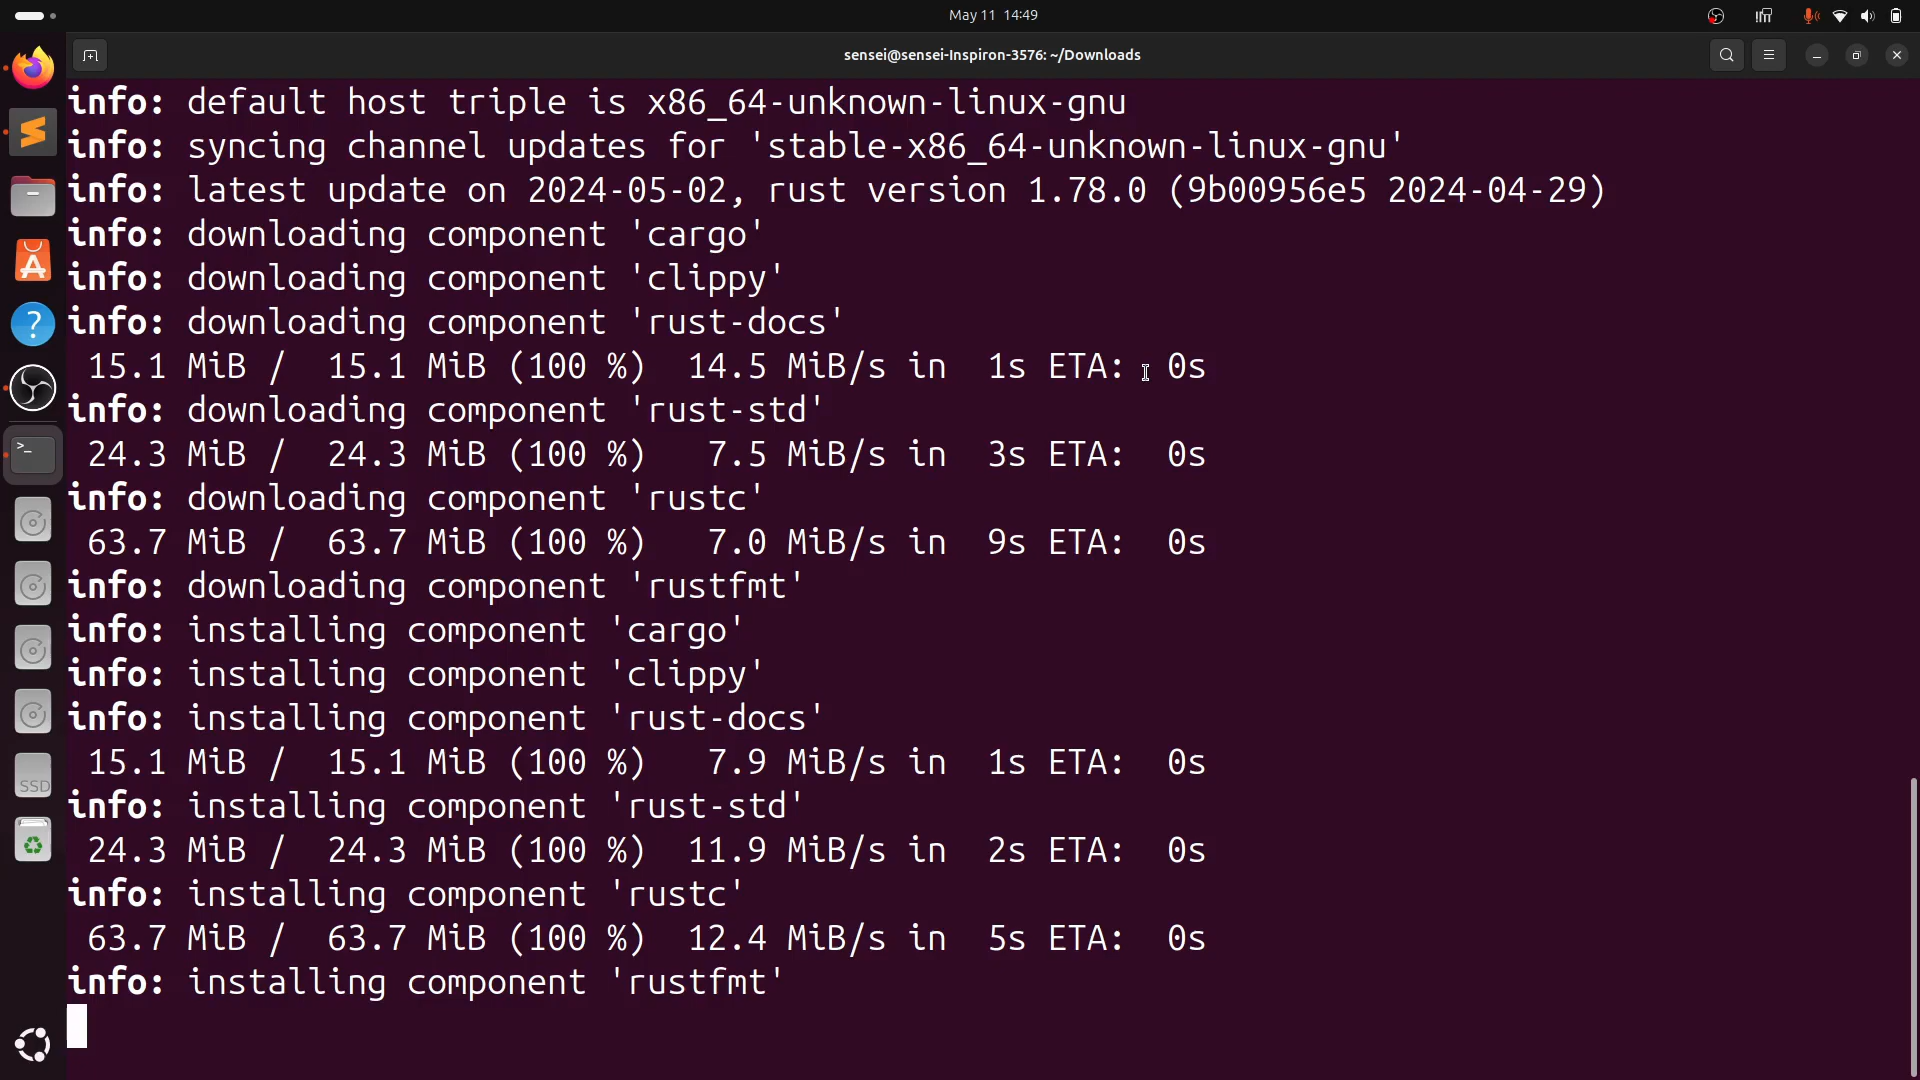 May 11 14:49
sensei@sensei-Inspiron-3576: ~/Downloads
info: default host triple is x86_64-unknown-linux-gnu
info: syncing channel updates for 'stable-x86_64-unknown-linux-gnu'
info: latest update on 2024-05-02, rust version 1.78.0 (9b00956e5 2024-04-29)
info: downloading component 'cargo'
info: downloading component 'clippy'
info: downloading component 'rust-docs'
15.1 MiB /  15.1 MiB (100 %)  14.5 MiB/s in  1s ETA:  0s
info: downloading component 'rust-std'
24.3 MiB /  24.3 MiB (100 %)   7.5 MiB/s in  3s ETA:  0s
info: downloading component 'rustc'
63.7 MiB /  63.7 MiB (100 %)   7.0 MiB/s in  9s ETA:  0s
info: downloading component 'rustfmt'
info: installing component 'cargo'
info: installing component 'clippy'
info: installing component 'rust-docs'
15.1 MiB /  15.1 MiB (100 %)   7.9 MiB/s in  1s ETA:  0s
info: installing component 'rust-std'
24.3 MiB /  24.3 MiB (100 %)  11.9 MiB/s in  2s ETA:  0s
info: installing component 'rustc'
63.7 MiB /  63.7 MiB (100 %)  12.4 MiB/s in  5s ETA:  0s
info: installing component 'rustfmt'
SSD